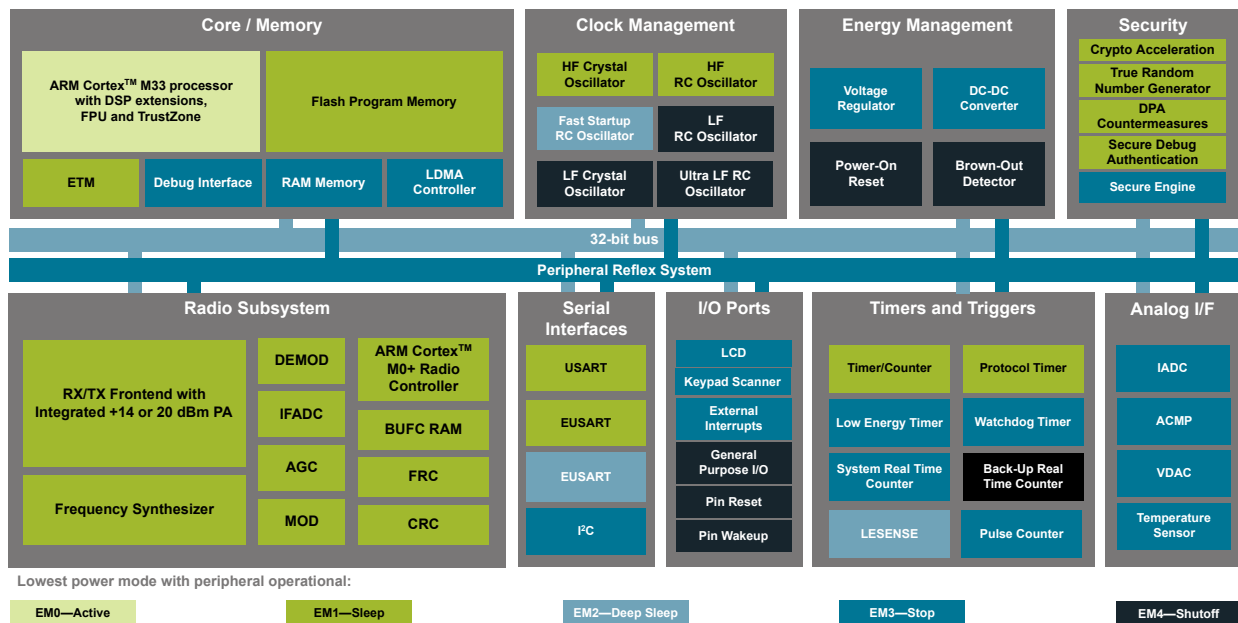 Core / Memory
ARM Cortex™ M33 processor
with DSP extensions,
FPU and TrustZone
Flash Program Memory
ETM
Debug Interface
RAM Memory
LDMA
Controller
Clock Management
HF Crystal
Oscillator
HF
RC Oscillator
Fast Startup
RC Oscillator
LF
RC Oscillator
LF Crystal
Oscillator
Ultra LF RC
Oscillator
Energy Management
Voltage
Regulator
DC-DC
Converter
Power-On
Reset
Brown-Out
Detector
Security
Crypto Acceleration
True Random
Number Generator
DPA
Countermeasures
Secure Debug
Authentication
Secure Engine
32-bit bus
Peripheral Reflex System
Radio Subsystem
RX/TX Frontend with
Integrated +14 or 20 dBm PA
Frequency Synthesizer
DEMOD
IFADC
AGC
MOD
ARM Cortex™
M0+ Radio
Controller
BUFC RAM
FRC
CRC
Serial
Interfaces
USART
EUSART
EUSART
I²C
I/O Ports
LCD
Keypad Scanner
External
Interrupts
General
Purpose I/O
Pin Reset
Pin Wakeup
Timers and Triggers
Timer/Counter
Protocol Timer
Low Energy Timer
Watchdog Timer
System Real Time
Counter
Back-Up Real
Time Counter
LESENSE
Pulse Counter
Analog I/F
IADC
ACMP
VDAC
Temperature
Sensor
Lowest power mode with peripheral operational:
EM0—Active
EM1—Sleep
EM2—Deep Sleep
EM3—Stop
EM4—Shutoff